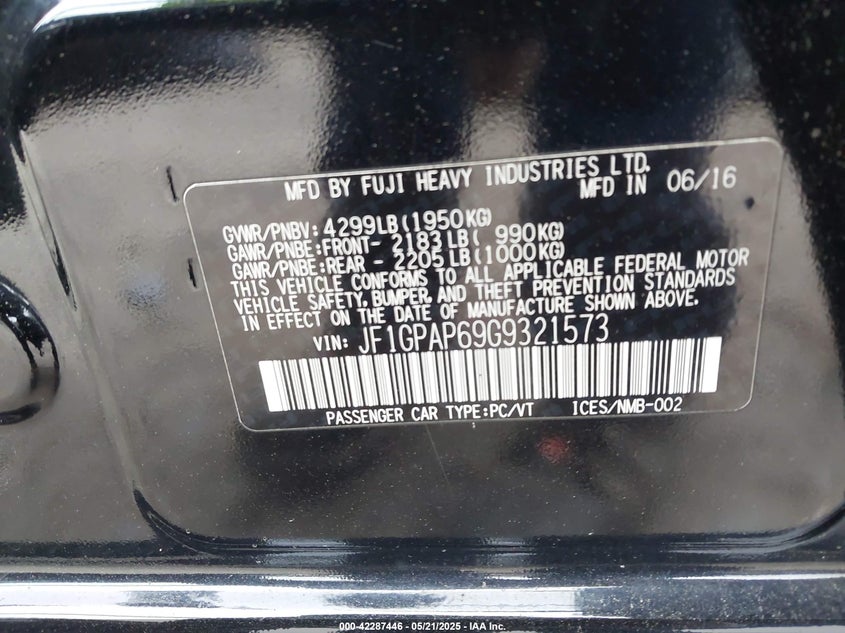 MFD BY FUJI HEAVY INDUSTRIES LTD.
MFD IN 06/16
GVWR/PNBV: 4299LB(1950KG)
GAWR/PNBE:FRONT- 2183LB( 990KG)
GAWR/PNBE:REAR - 2205LB(1000KG)
THIS VEHICLE CONFORMS TO ALL APPLICABLE FEDERAL MOTOR
VEHICLE SAFETY, BUMPER, AND THEFT PREVENTION STANDARDS
IN EFFECT ON THE DATE OF MANUFACTURE SHOWN ABOVE.
VIN: JF1GPAP69G9321573
PASSENGER CAR TYPE:PC/VT ICES/NMB-002
000-42287446 - 05/21/2025 - IAA Inc.